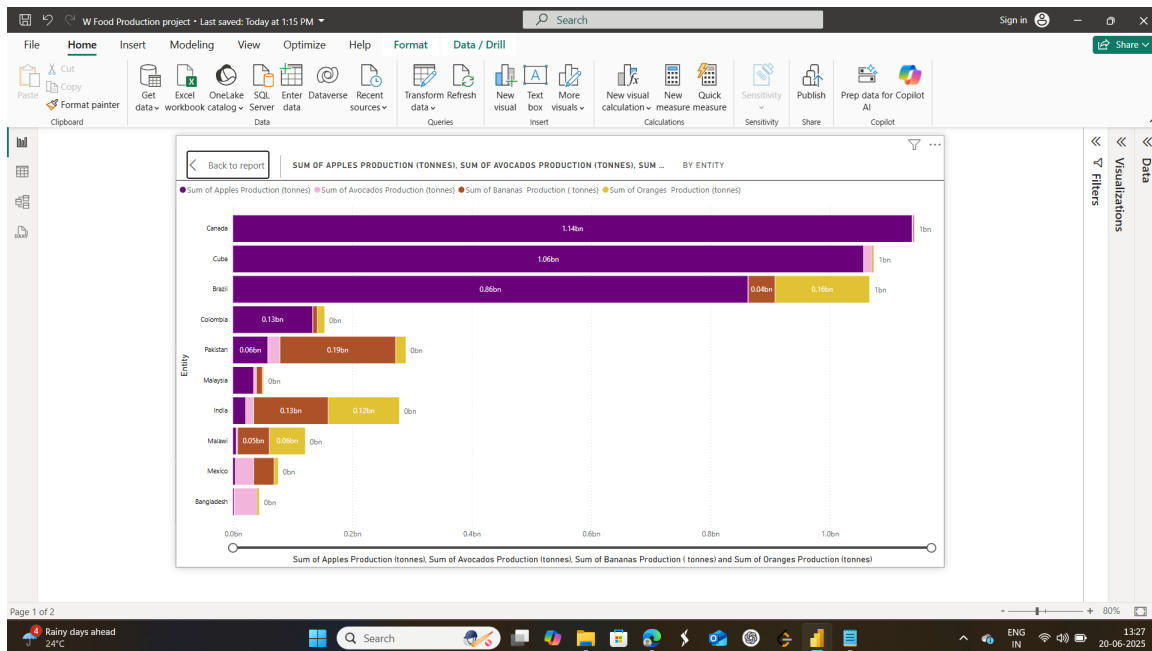 W Food Production project • Last saved: Today at 1:15 PM
Search
Sign in
File Home Insert Modeling View Optimize Help Format Data / Drill
Share
Paste
Cut
Copy
Format painter
Clipboard
Get data
Excel workbook
OneLake catalog
SQL Server
Enter data
Dataverse
Recent sources
Data
Transform data
Refresh
Queries
New visual
Text box
More visuals
Insert
New visual calculation
New measure
Quick measure
Calculations
Sensitivity
Sensitivity
Publish
Share
Prep data for AI
Copilot
Copilot
Back to report
SUM OF APPLES PRODUCTION (TONNES), SUM OF AVOCADOS PRODUCTION (TONNES), SUM ... BY ENTITY
Sum of Apples Production (tonnes) Sum of Avocados Production (tonnes) Sum of Bananas Production ( tonnes) Sum of Oranges Production (tonnes)
Entity
Canada 1.14bn 1bn
Cuba 1.06bn 1bn
Brazil 0.86bn 0.04bn 0.16bn 1bn
Colombia 0.13bn 0bn
Pakistan 0.06bn 0.19bn 0bn
Malaysia 0bn
India 0.13bn 0.12bn 0bn
Malawi 0.05bn 0.06bn 0bn
Mexico 0bn
Bangladesh 0bn
0.0bn 0.2bn 0.4bn 0.6bn 0.8bn 1.0bn
Sum of Apples Production (tonnes), Sum of Avocados Production (tonnes), Sum of Bananas Production ( tonnes) and Sum of Oranges Production (tonnes)
Filters
Visualizations
Data
DAX
Page 1 of 2
- + 80%
4
Rainy days ahead
24°C
Search
ENG
IN
13:27
20-06-2025